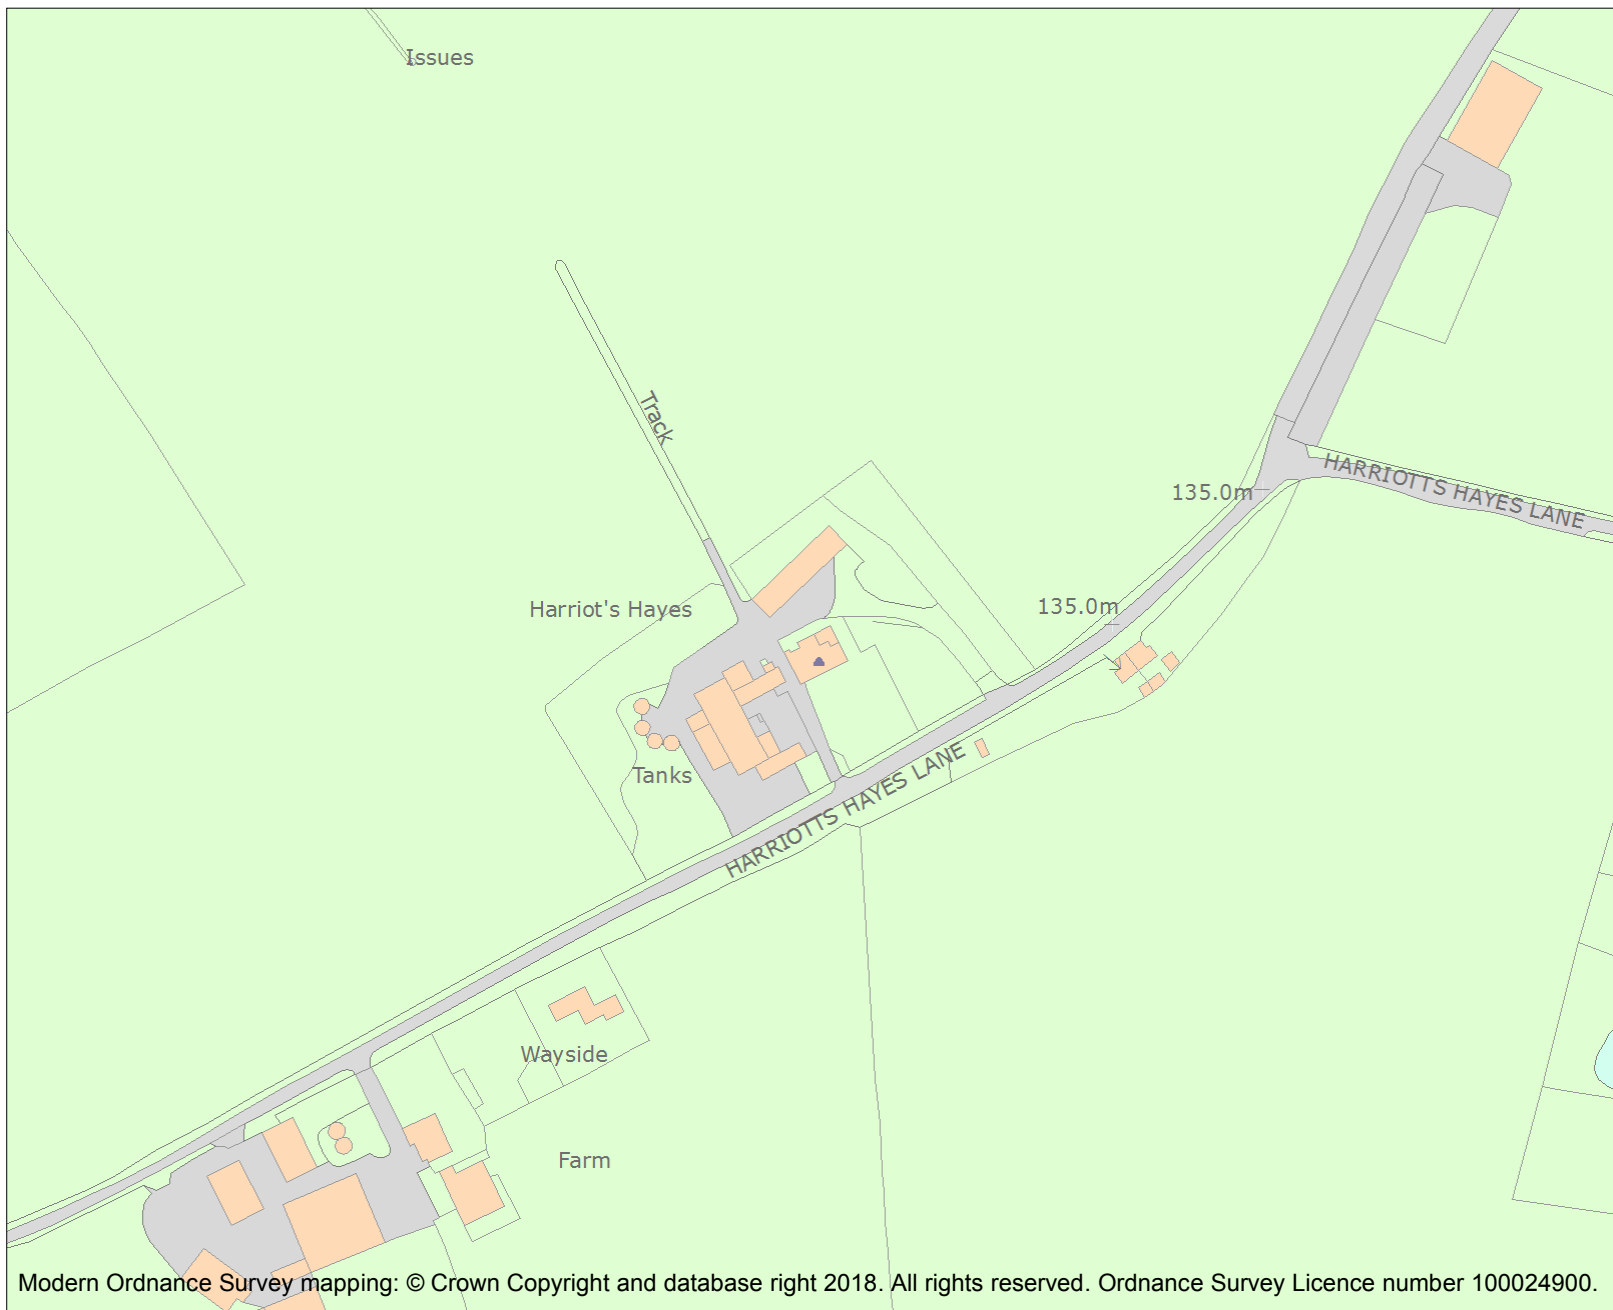 Issues
Track
HARRIOTTS HAYES LANE
135.0m
135.0m
Harriot's Hayes
Tanks
HARRIOTTS HAYES LANE
Wayside
Farm
Modern Ordnance Survey mapping: © Crown Copyright and database right 2018. All rights reserved. Ordnance Survey Licence number 100024900.